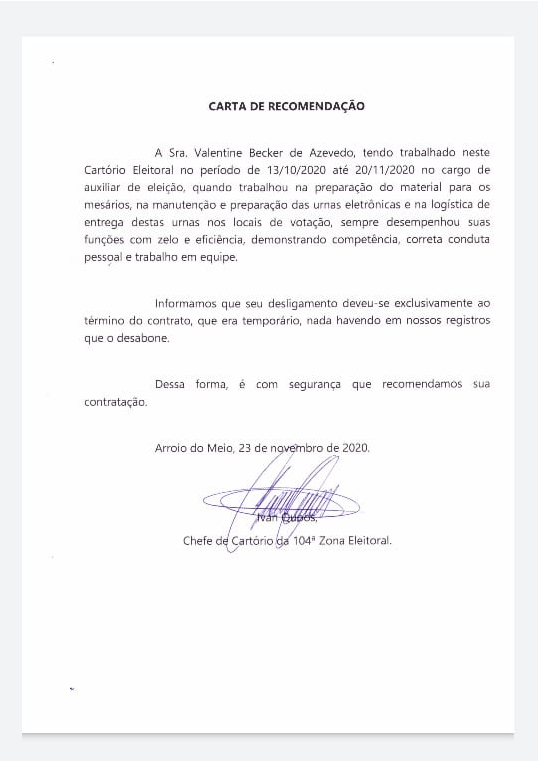 CARTA DE RECOMENDAÇÃO
A Sra. Valentine Becker de Azevedo, tendo trabalhado neste
Cartório Eleitoral no período de 13/10/2020 até 20/11/2020 no cargo de
auxiliar de eleição, quando trabalhou na preparação do material para os
mesários, na manutenção e preparação das urnas eletrônicas e na logística de
entrega destas urnas nos locais de votação, sempre desempenhou suas
funções com zelo e eficiência, demonstrando competência, correta conduta
pessoal e trabalho em equipe.
Informamos que seu desligamento deveu-se exclusivamente ao
término do contrato, que era temporário, nada havendo em nossos registros
que o desabone.
Dessa forma, é com segurança que recomendamos sua
contratação.
Arroio do Meio, 23 de novembro de 2020.
Ivan
Chefe de Cartório da 104ª Zona Eleitoral.